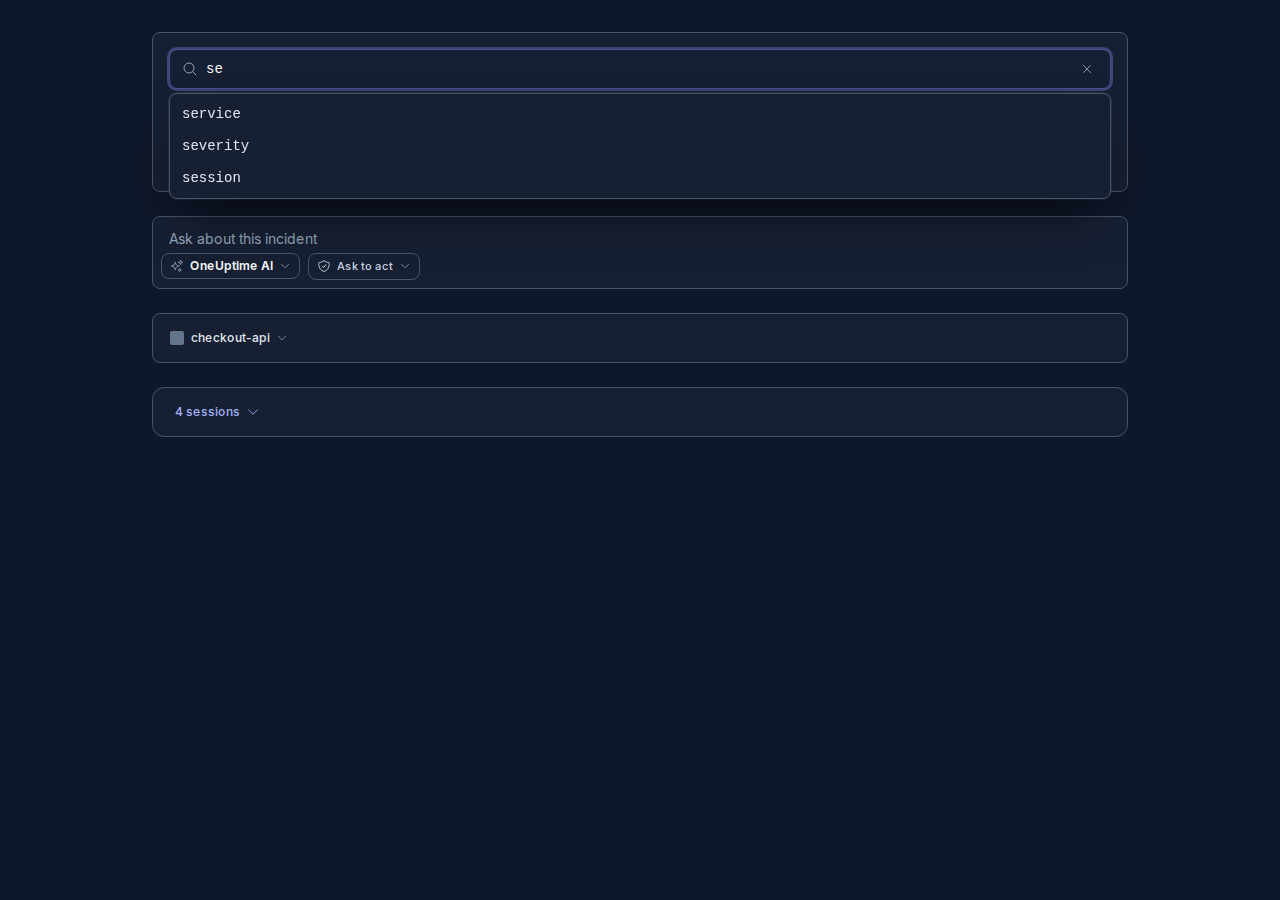 se
service
severity
session
Ask about this incident
OneUptime AI
Ask to act
checkout-api
4 sessions